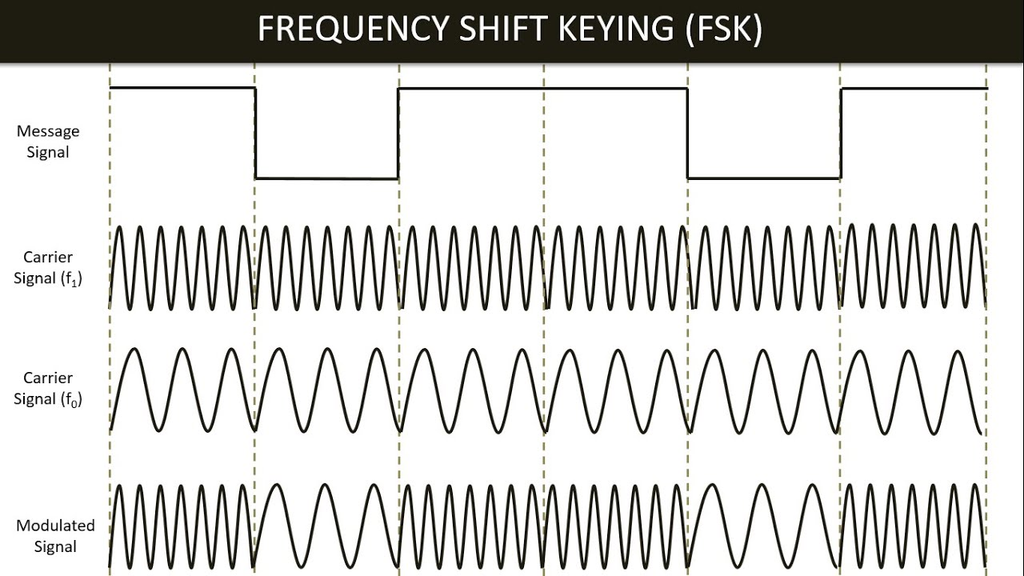 FREQUENCY SHIFT KEYING (FSK)
Message
Signal
Carrier
Signal (f₁)
Carrier
Signal (f₀)
Modulated
Signal